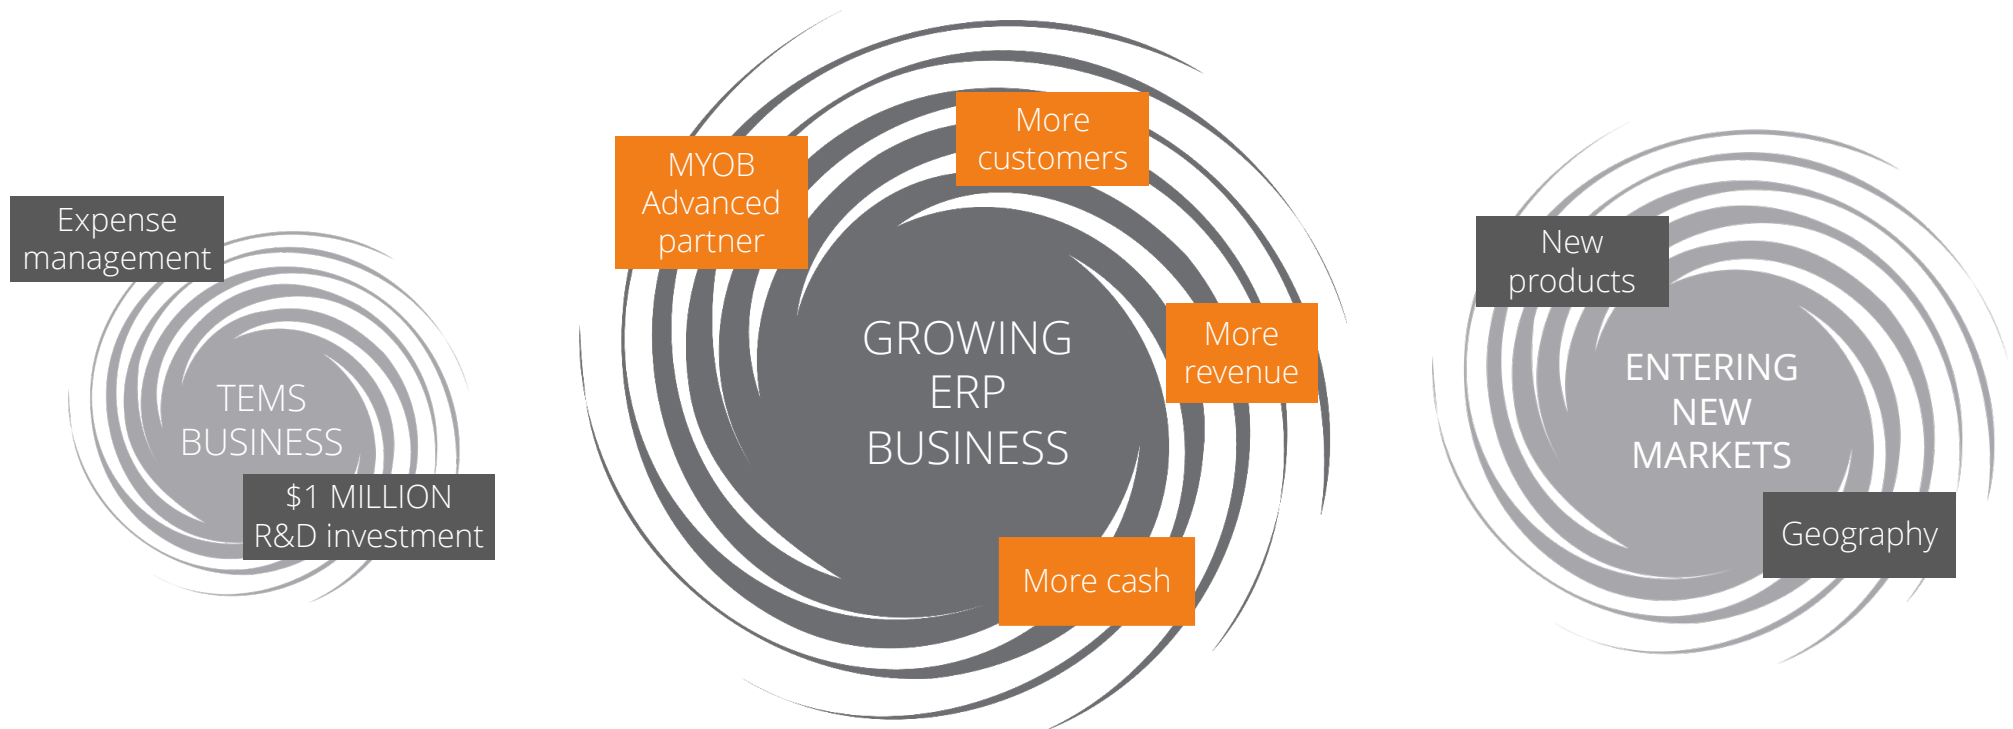 Expense
management
TEMS
BUSINESS
$1 MILLION
R&D investment
MYOB
Advanced
partner
More
customers
GROWING
ERP
BUSINESS
More
revenue
More cash
New
products
ENTERING
NEW
MARKETS
Geography